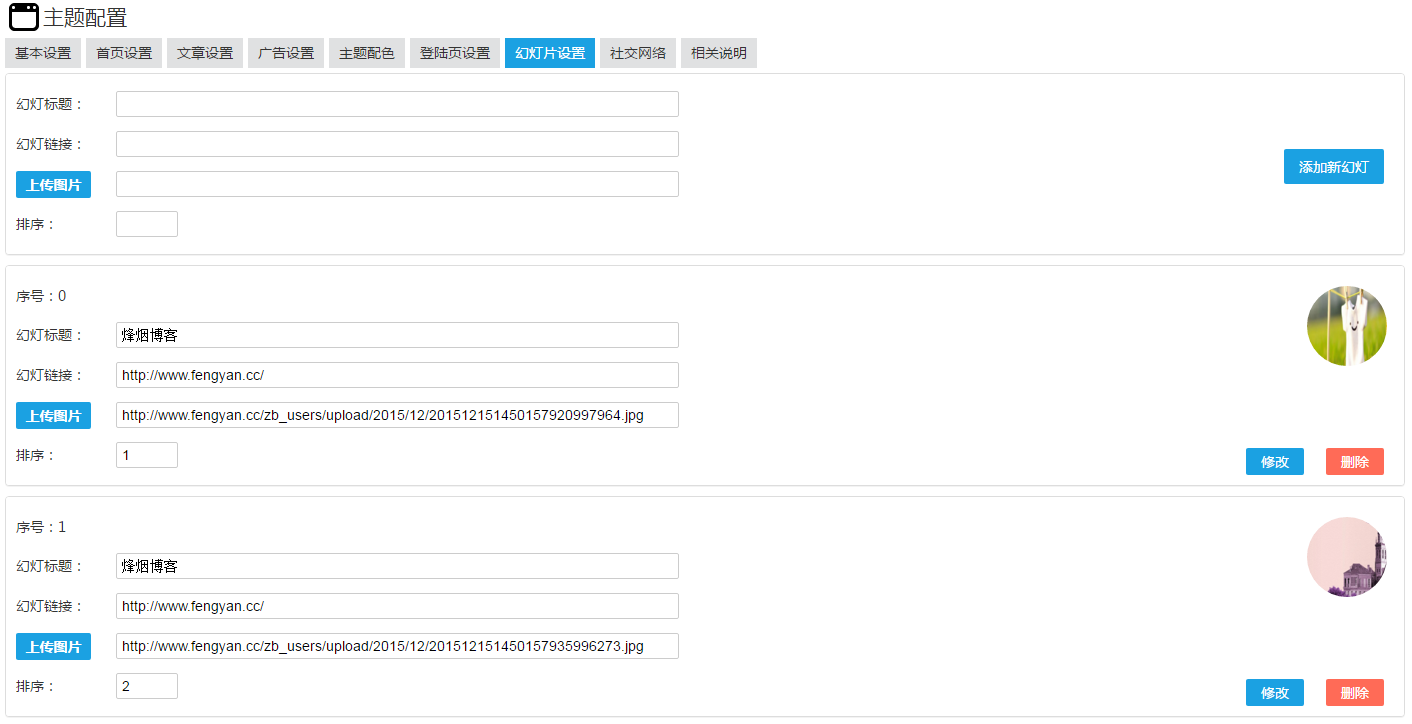 主题配置
基本设置 首页设置 文章设置 广告设置 主题配色 登陆页设置 幻灯片设置 社交网络 相关说明
幻灯标题：
幻灯链接：
添加新幻灯
上传图片
排序：
序号：0
幻灯标题： 烽烟博客
幻灯链接： http://www.fengyan.cc/
上传图片 http://www.fengyan.cc/zb_users/upload/2015/12/201512151450157920997964.jpg
排序： 1
修改 删除
序号：1
幻灯标题： 烽烟博客
幻灯链接： http://www.fengyan.cc/
上传图片 http://www.fengyan.cc/zb_users/upload/2015/12/201512151450157935996273.jpg
排序： 2
修改 删除